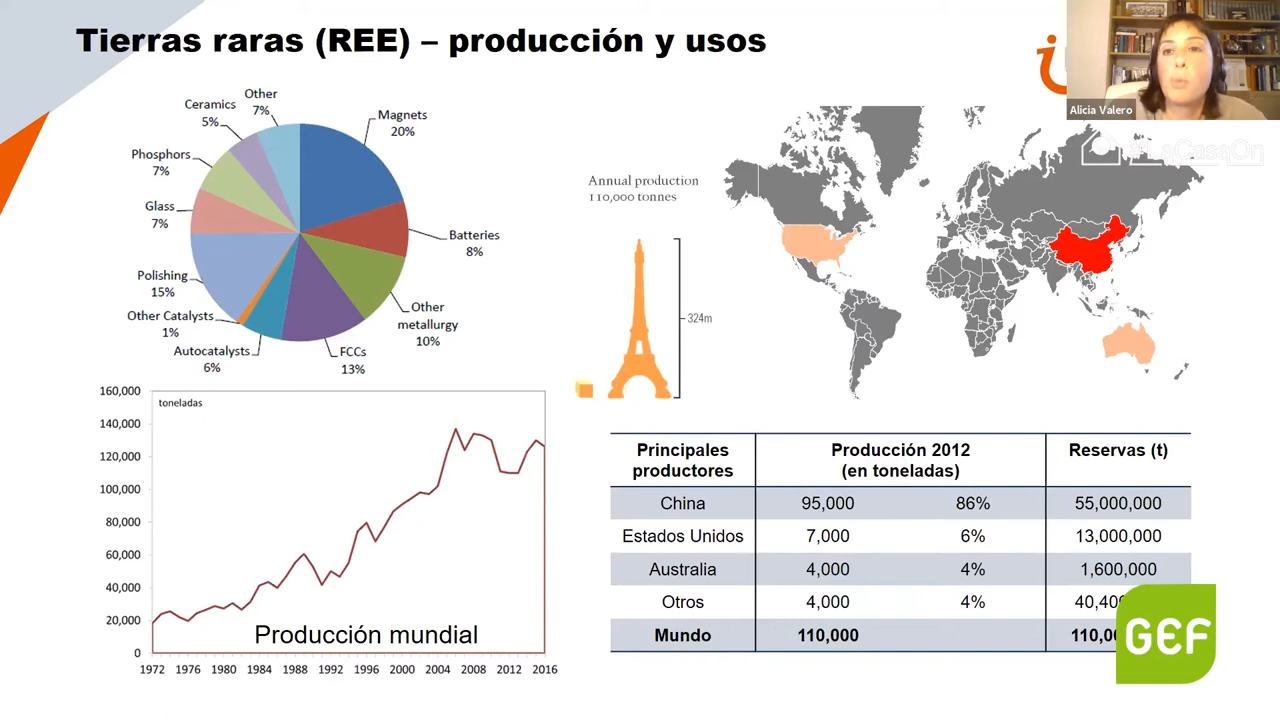 Tierras raras (REE) – producción y usos
Alicia Valero
#LaCasaOn
Other
7%
Ceramics
5%
Magnets
20%
Phosphors
7%
Glass
7%
Batteries
8%
Polishing
15%
Other
metallurgy
10%
Other Catalysts
1%
Autocatalysts
6%
FCCs
13%
Annual production
110,000 tonnes
324m
160,000
toneladas
140,000
120,000
100,000
80,000
60,000
40,000
20,000
0
Producción mundial
1972 1976 1980 1984 1988 1992 1996 2000 2004 2008 2012 2016
Principales productores Producción 2012 (en toneladas) Reservas (t)
China 95,000 86% 55,000,000
Estados Unidos 7,000 6% 13,000,000
Australia 4,000 4% 1,600,000
Otros 4,000 4%
Mundo 110,000
GEF